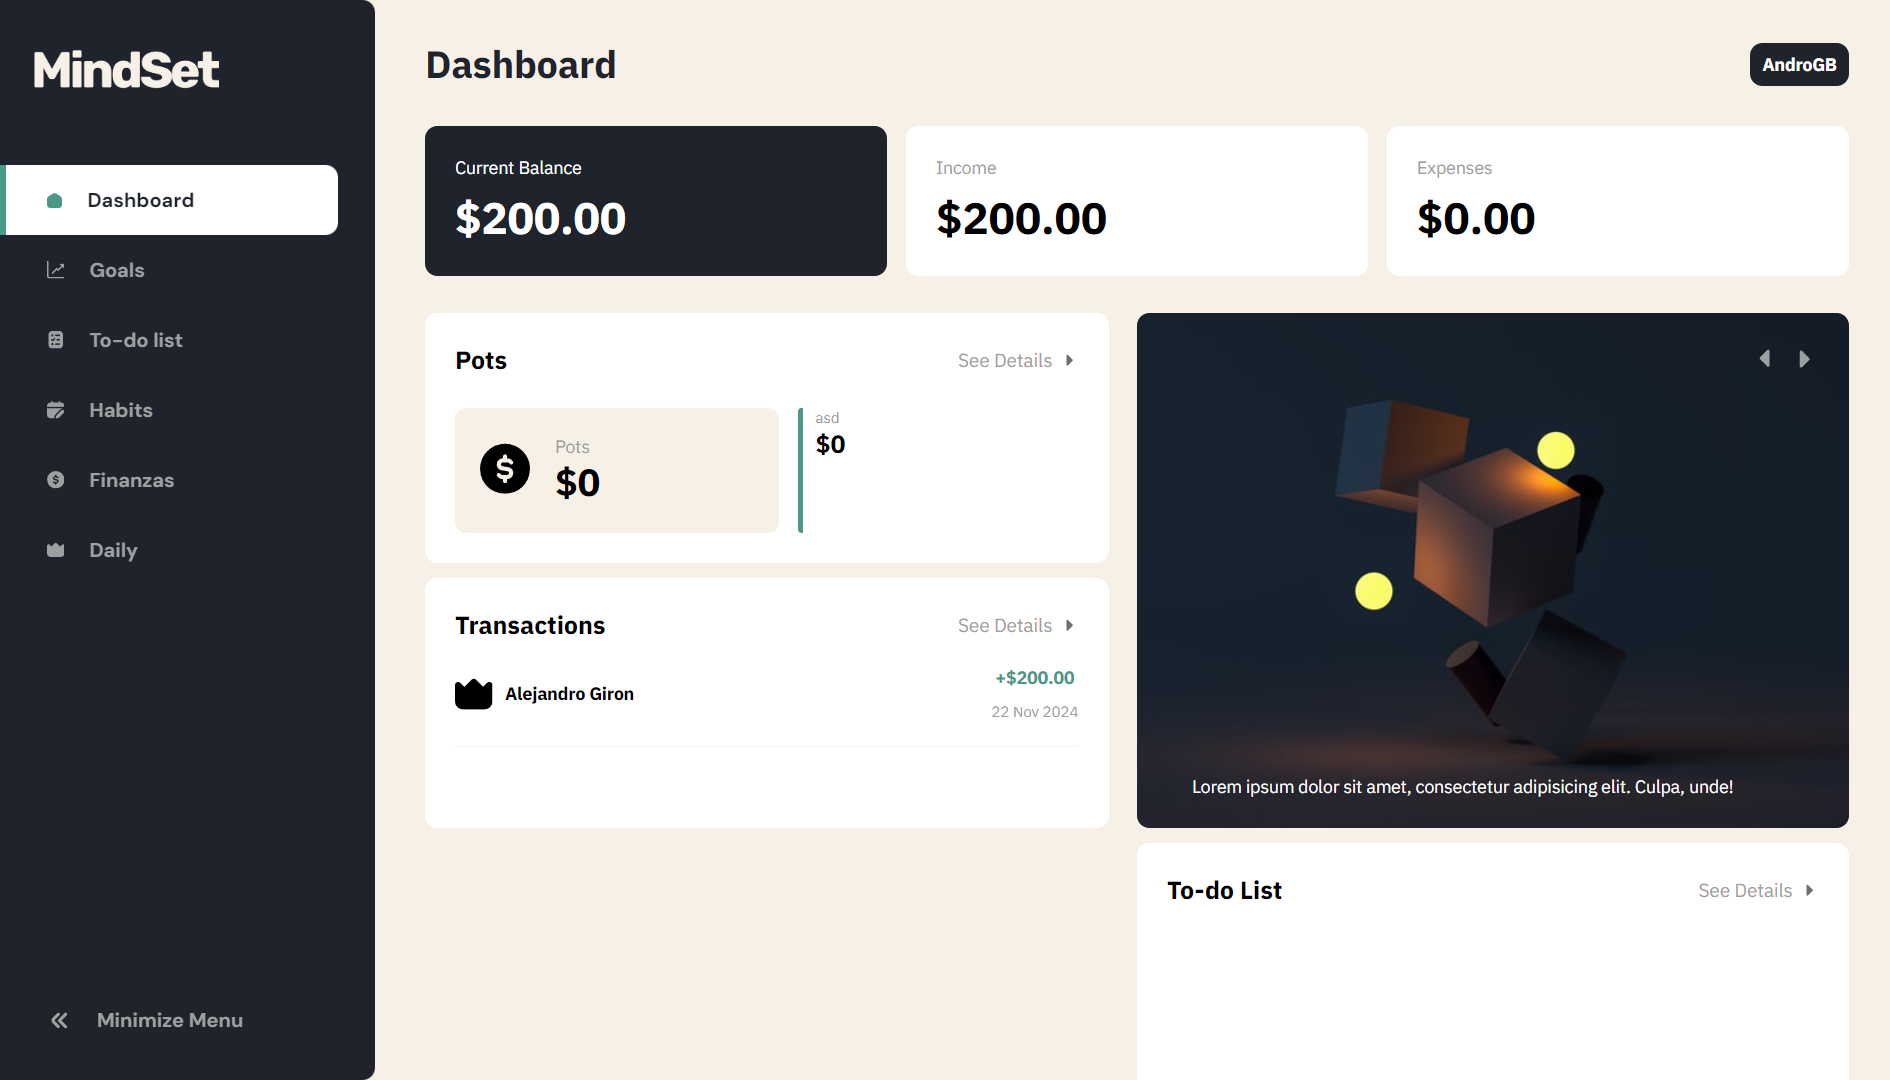 MindSet
Dashboard
Goals
To-do list
Habits
Finanzas
Daily
Minimize Menu
Dashboard
AndroGB
Current Balance
$200.00
Income
$200.00
Expenses
$0.00
Pots
See Details
Pots
$0
asd
$0
Transactions
See Details
Alejandro Giron
+$200.00
22 Nov 2024
Lorem ipsum dolor sit amet, consectetur adipisicing elit. Culpa, unde!
To-do List
See Details